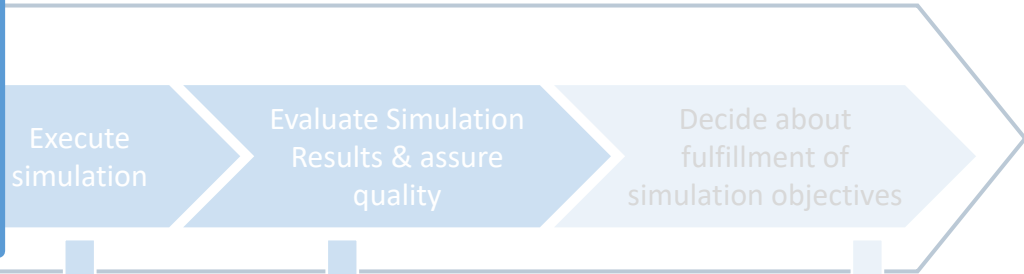 Execute
simulation
Evaluate Simulation
Results & assure
quality
Decide about
fulfillment of
simulation objectives